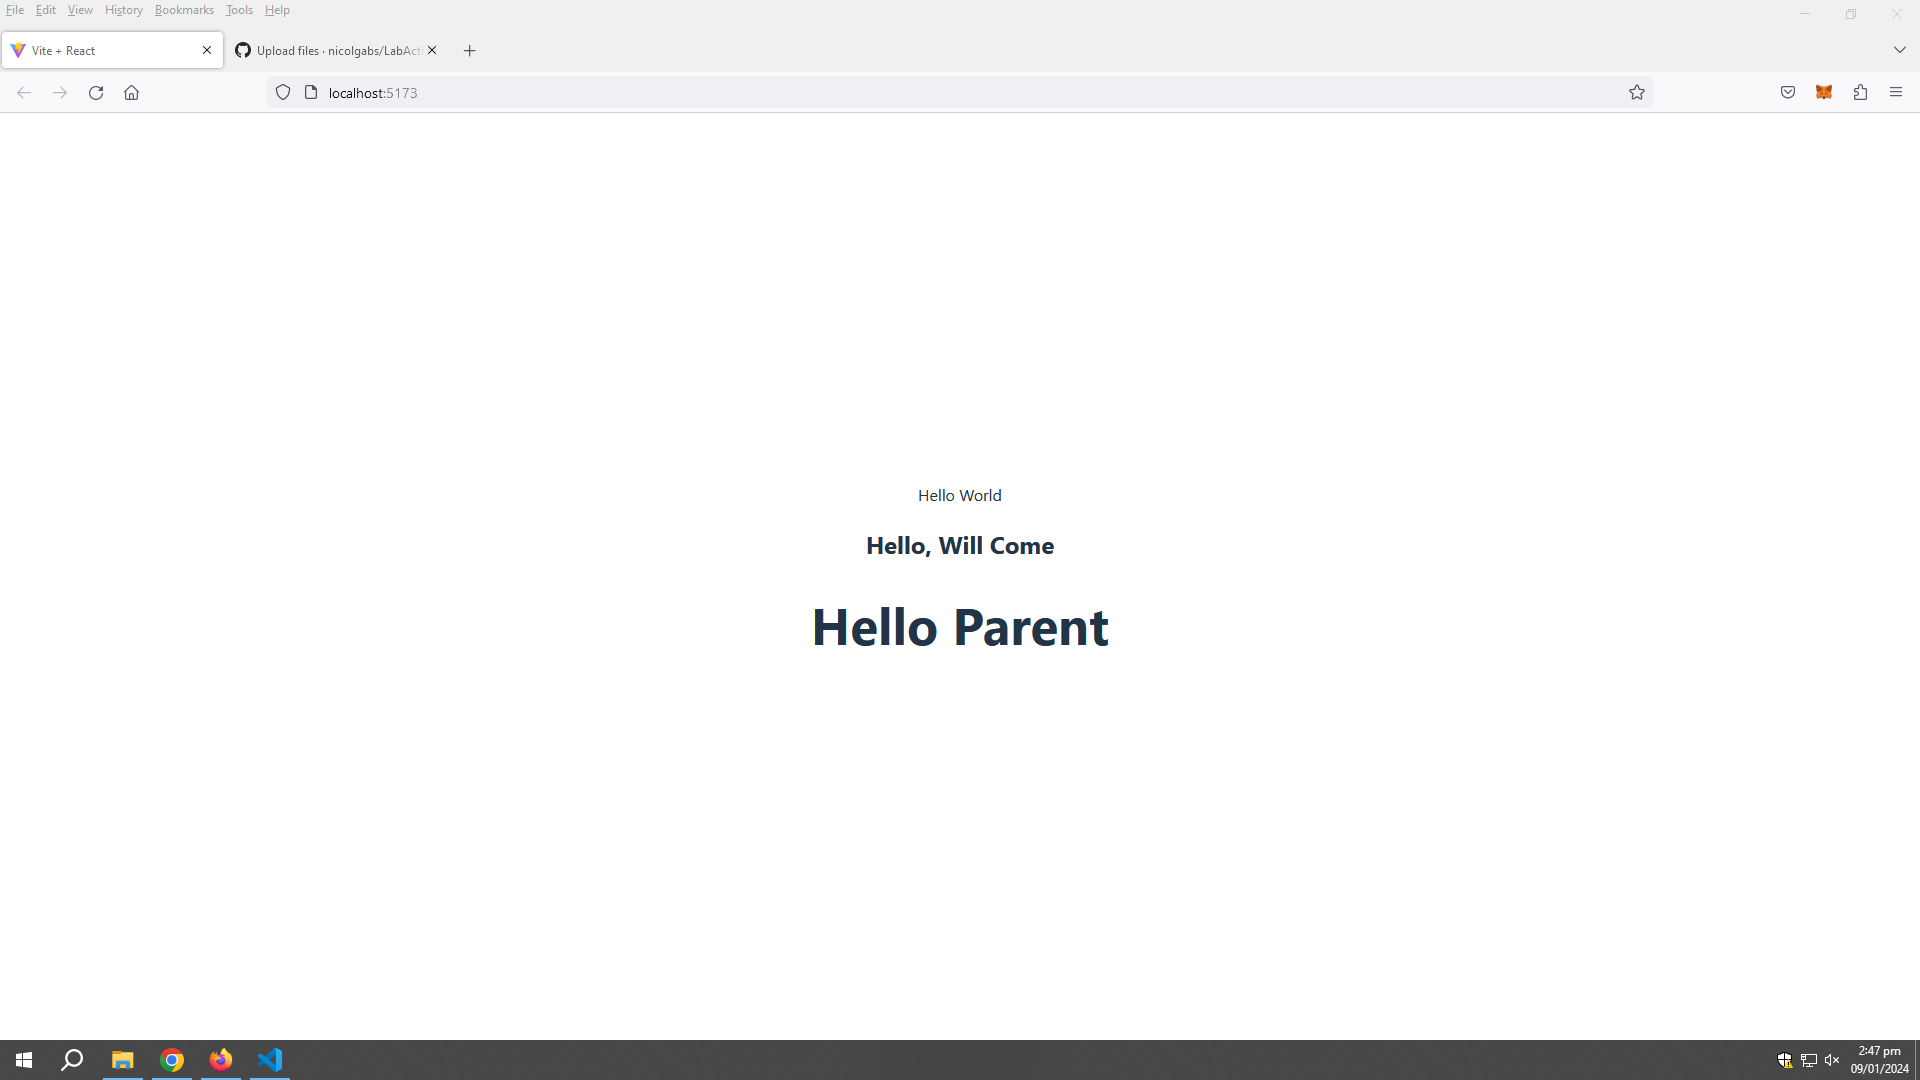 File Edit View History Bookmarks Tools Help
Vite + React
Upload files · nicolgabs/LabActi
localhost:5173
Hello World
Hello, Will Come
Hello Parent
2:47 pm
09/01/2024